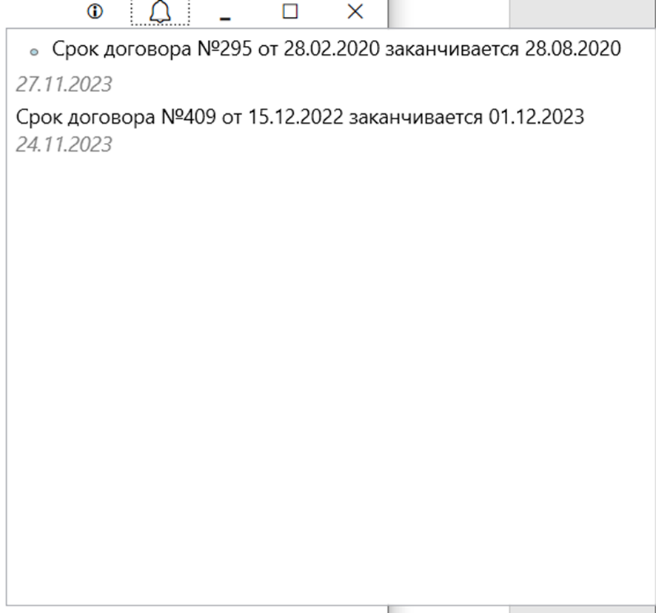 Срок договора №295 от 28.02.2020 заканчивается 28.08.2020
27.11.2023
Срок договора №409 от 15.12.2022 заканчивается 01.12.2023
24.11.2023